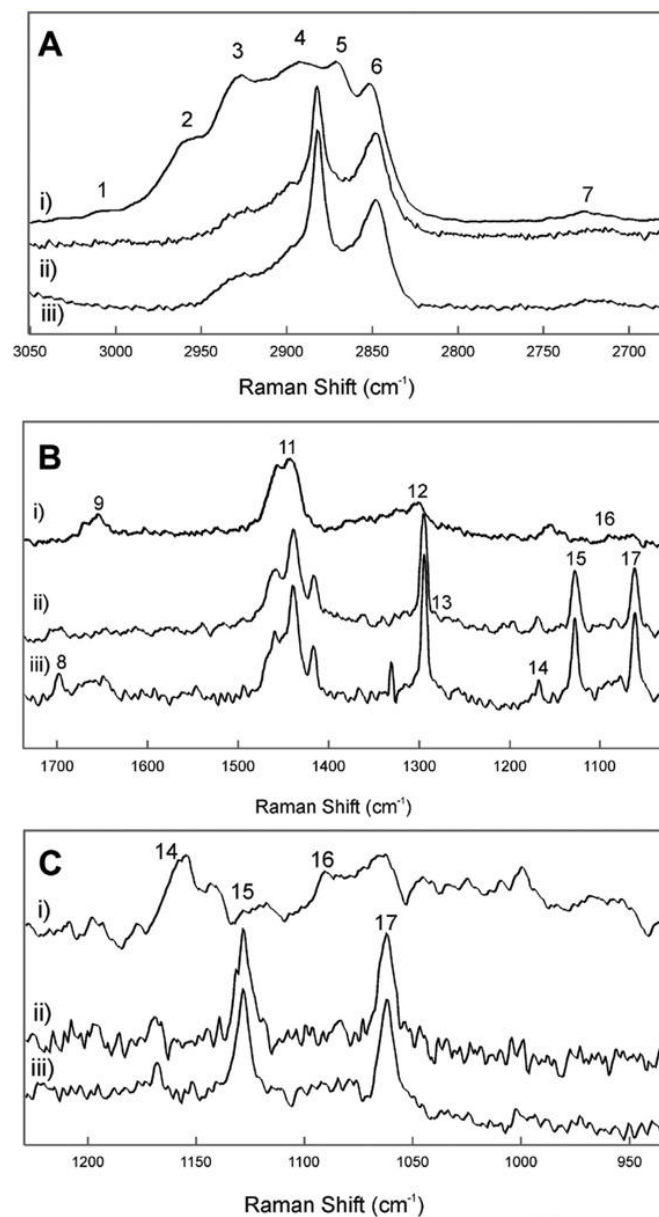 A
1
2
3
4
5
6
7
i)
ii)
iii)
3050 3000 2950 2900 2850 2800 2750 2700
Raman Shift (cm⁻¹)
B
9
11
12
16
i)
15
17
ii)
13
iii) 8
14
1700 1600 1500 1400 1300 1200 1100
Raman Shift (cm⁻¹)
C
14
16
15
i)
17
ii)
iii)
1200 1150 1100 1050 1000 950
Raman Shift (cm⁻¹)